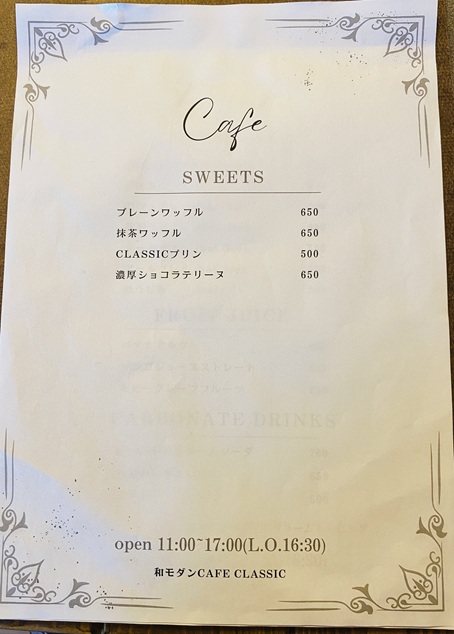 Cafe
SWEETS
プレーンワッフル 650
抹茶ワッフル 650
CLASSICプリン 500
濃厚ショコラテリーヌ 650
CARBONATE DRINKS
open 11:00~17:00(L.O.16:30)
和モダンCAFE CLASSIC